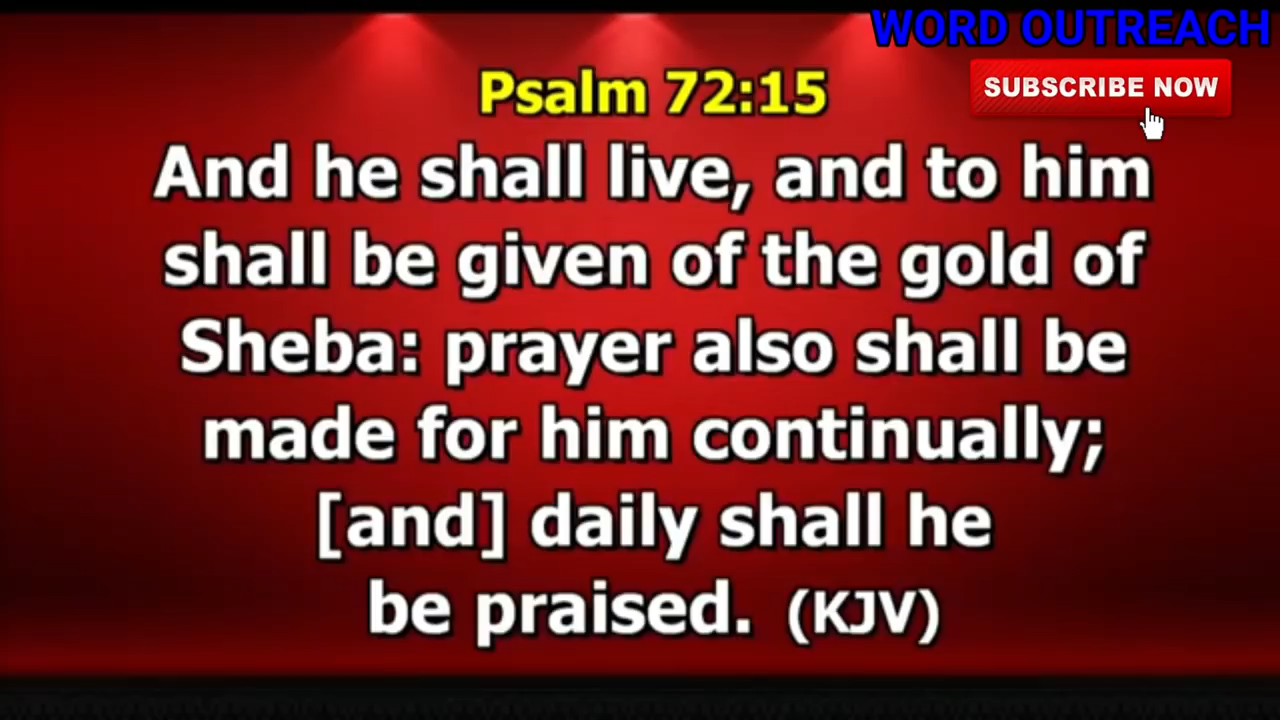 WORD OUTREACH
SUBSCRIBE NOW
Psalm 72:15
And he shall live, and to him
shall be given of the gold of
Sheba: prayer also shall be
made for him continually;
[and] daily shall he
be praised. (KJV)